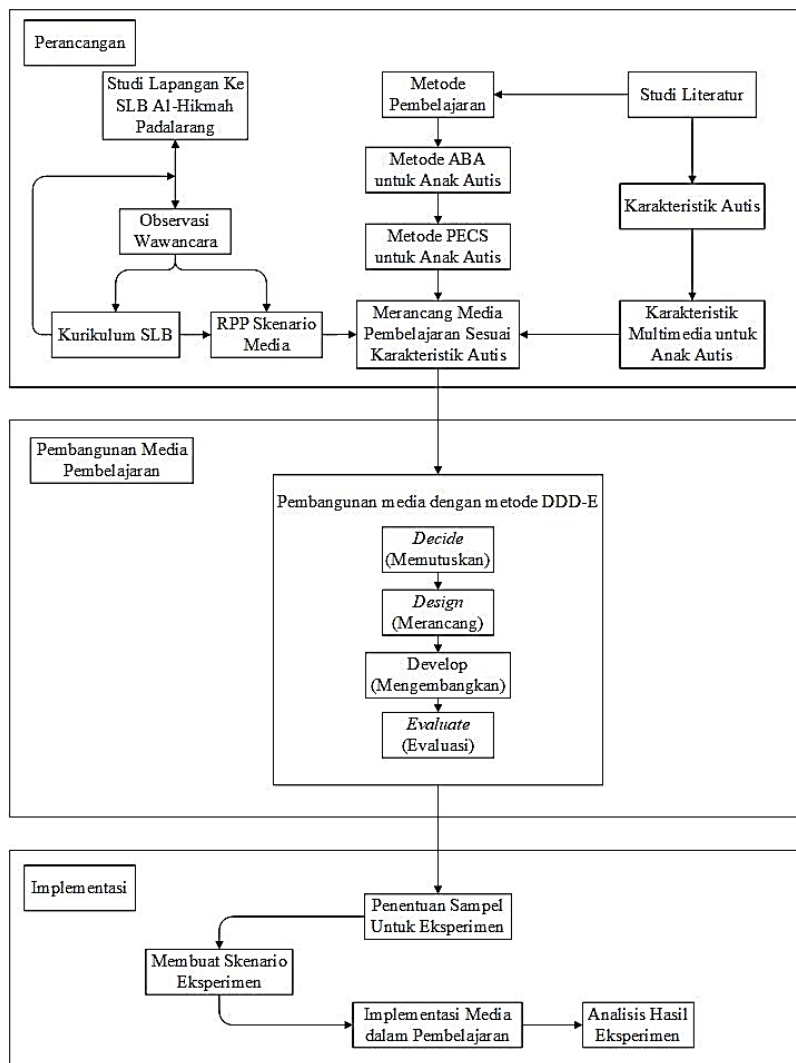 Perancangan
Studi Lapangan Ke
SLB Al-Hikmah
Padalarang
Metode
Pembelajaran
Studi Literatur
Metode ABA
untuk Anak Autis
Karakteristik Autis
Observasi
Wawancara
Metode PECS
untuk Anak Autis
Kurikulum SLB
RPP Skenario
Media
Merancang Media
Pembelajaran Sesuai
Karakteristik Autis
Karakteristik
Multimedia untuk
Anak Autis
Pembangunan Media
Pembelajaran
Pembangunan media dengan metode DDD-E
Decide
(Memutuskan)
Design
(Merancang)
Develop
(Mengembangkan)
Evaluate
(Evaluasi)
Implementasi
Penentuan Sampel
Untuk Eksperimen
Membuat Skenario
Eksperimen
Implementasi Media
dalam Pembelajaran
Analisis Hasil
Eksperimen